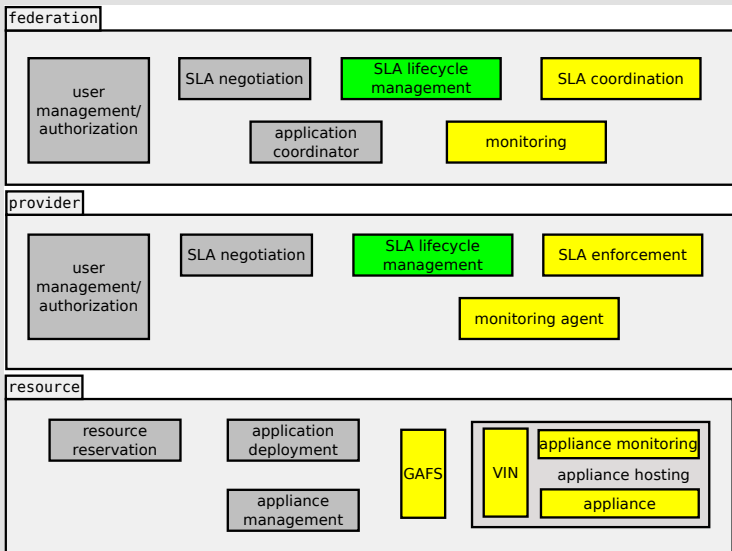 federation
user
management/
authorization
SLA negotiation
SLA lifecycle
management
SLA coordination
application
coordinator
monitoring
provider
user
management/
authorization
SLA negotiation
SLA lifecycle
management
SLA enforcement
monitoring agent
resource
resource
reservation
application
deployment
appliance
management
GAFS
VIN
appliance monitoring
appliance hosting
appliance